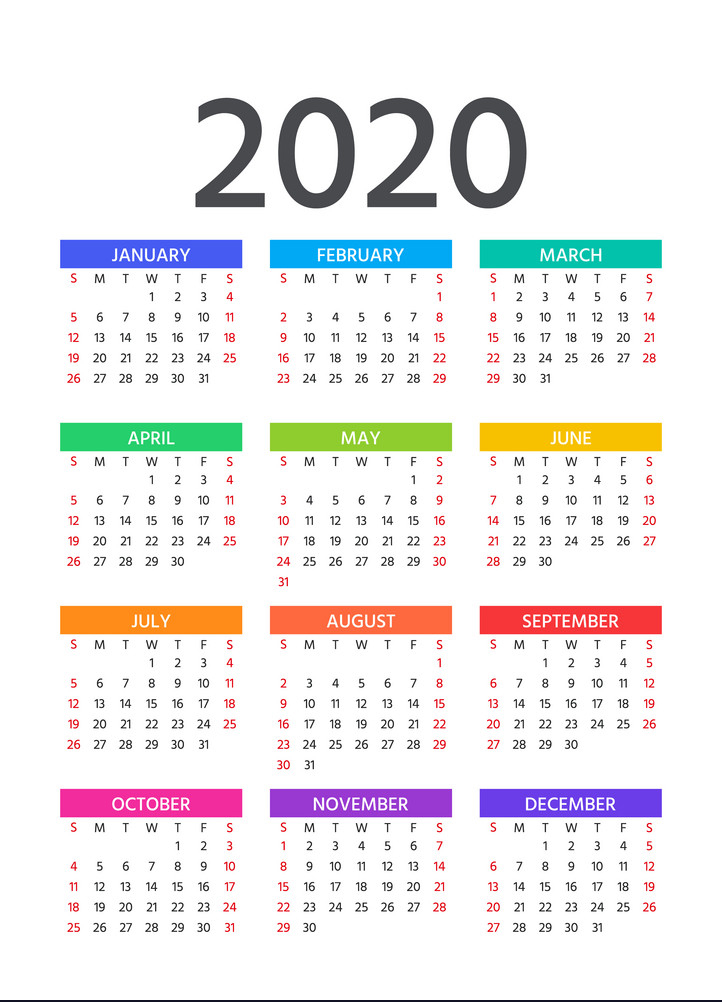 2020
JANUARY
S M T W T F S
1 2 3 4
5 6 7 8 9 10 11
12 13 14 15 16 17 18
19 20 21 22 23 24 25
26 27 28 29 30 31
FEBRUARY
S M T W T F S
1
2 3 4 5 6 7 8
9 10 11 12 13 14 15
16 17 18 19 20 21 22
23 24 25 26 27 28 29
MARCH
S M T W T F S
1 2 3 4 5 6 7
8 9 10 11 12 13 14
15 16 17 18 19 20 21
22 23 24 25 26 27 28
29 30 31
APRIL
S M T W T F S
1 2 3 4
5 6 7 8 9 10 11
12 13 14 15 16 17 18
19 20 21 22 23 24 25
26 27 28 29 30
MAY
S M T W T F S
1 2
3 4 5 6 7 8 9
10 11 12 13 14 15 16
17 18 19 20 21 22 23
24 25 26 27 28 29 30
31
JUNE
S M T W T F S
1 2 3 4 5 6
7 8 9 10 11 12 13
14 15 16 17 18 19 20
21 22 23 24 25 26 27
28 29 30
JULY
S M T W T F S
1 2 3 4
5 6 7 8 9 10 11
12 13 14 15 16 17 18
19 20 21 22 23 24 25
26 27 28 29 30 31
AUGUST
S M T W T F S
1
2 3 4 5 6 7 8
9 10 11 12 13 14 15
16 17 18 19 20 21 22
23 24 25 26 27 28 29
30 31
SEPTEMBER
S M T W T F S
1 2 3 4 5
6 7 8 9 10 11 12
13 14 15 16 17 18 19
20 21 22 23 24 25 26
27 28 29 30
OCTOBER
S M T W T F S
1 2 3
4 5 6 7 8 9 10
11 12 13 14 15 16 17
18 19 20 21 22 23 24
25 26 27 28 29 30 31
NOVEMBER
S M T W T F S
1 2 3 4 5 6 7
8 9 10 11 12 13 14
15 16 17 18 19 20 21
22 23 24 25 26 27 28
29 30
DECEMBER
S M T W T F S
1 2 3 4 5
6 7 8 9 10 11 12
13 14 15 16 17 18 19
20 21 22 23 24 25 26
27 28 29 30 31